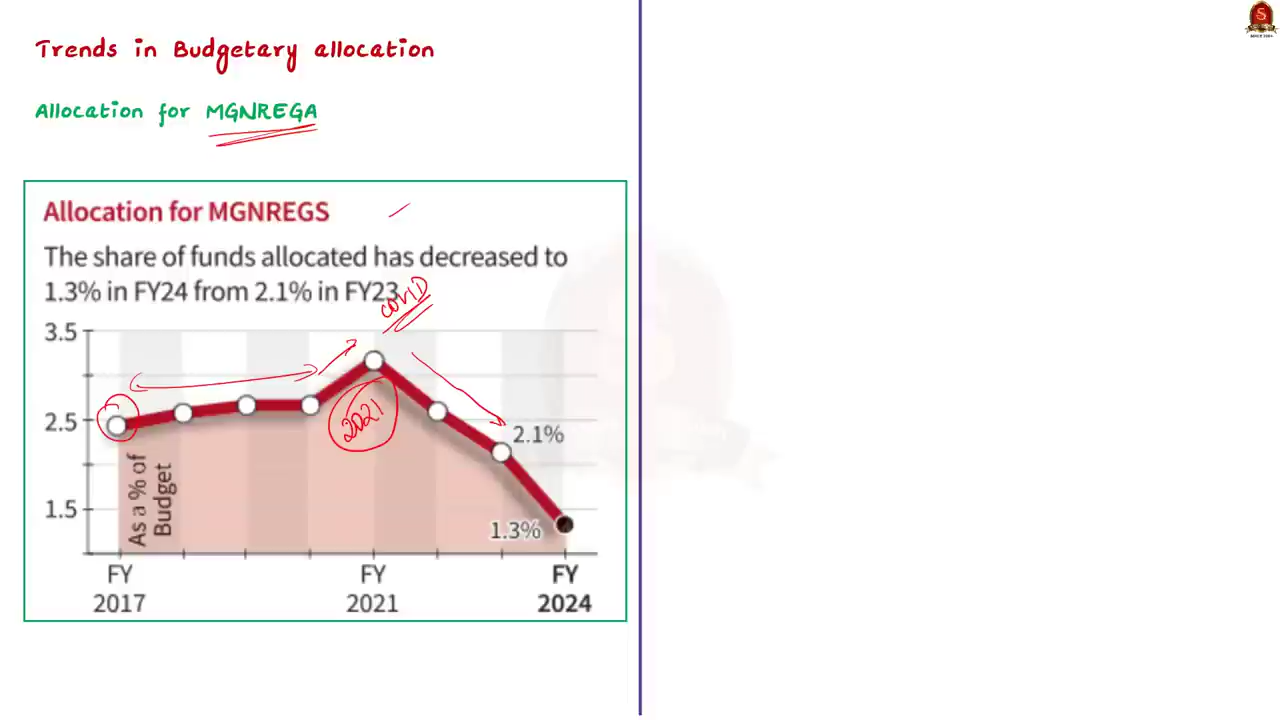 Trends in Budgetary allocation
Allocation for MGNREGA
Allocation for MGNREGS
The share of funds allocated has decreased to
1.3% in FY24 from 2.1% in FY23
COVID
3.5
2.5
1.5
2021
2.1%
1.3%
As a % of
Budget
FY
2017
FY
2021
FY
2024
S
SINCE 2004